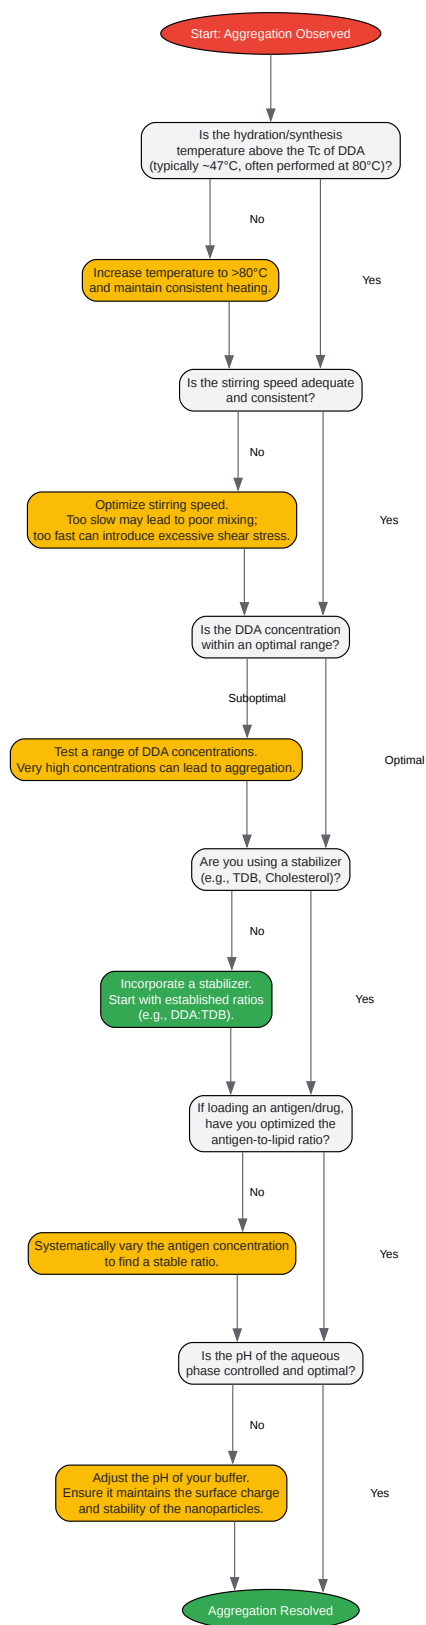 Start: Aggregation Observed
Is the hydration/synthesis
temperature above the Tc of DDA
(typically ~47°C, often performed at 80°C)?
No
Increase temperature to >80°C
and maintain consistent heating.
Yes
Is the stirring speed adequate
and consistent?
No
Optimize stirring speed.
Too slow may lead to poor mixing;
too fast can introduce excessive shear stress.
Yes
Is the DDA concentration
within an optimal range?
Suboptimal
Test a range of DDA concentrations.
Very high concentrations can lead to aggregation.
Optimal
Are you using a stabilizer
(e.g., TDB, Cholesterol)?
No
Incorporate a stabilizer.
Start with established ratios
(e.g., DDA:TDB).
Yes
If loading an antigen/drug,
have you optimized the
antigen-to-lipid ratio?
No
Systematically vary the antigen concentration
to find a stable ratio.
Yes
Is the pH of the aqueous
phase controlled and optimal?
No
Adjust the pH of your buffer.
Ensure it maintains the surface charge
and stability of the nanoparticles.
Yes
Aggregation Resolved